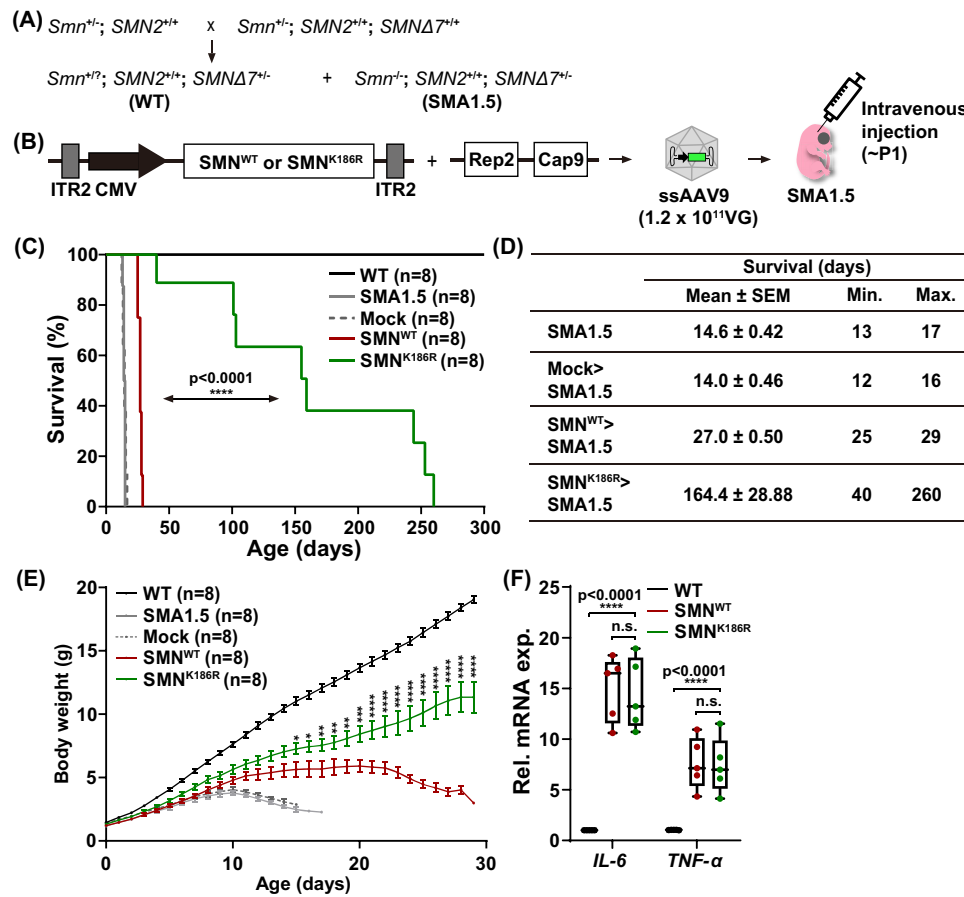 (A) Smn⁺/⁻; SMN2⁺/⁺ x Smn⁺/⁻; SMN2⁺/⁺; SMNΔ7⁺/⁺
Smn⁺/?; SMN2⁺/⁺; SMNΔ7⁺/⁻ + Smn⁻/⁻; SMN2⁺/⁺; SMNΔ7⁺/⁻
(WT) (SMA1.5)
(B)
SMNᵂᵀ or SMNᴷ¹⁸⁶ᴿ + Rep2 Cap9
ITR2 CMV ITR2
ssAAV9
(1.2 x 10¹¹VG)
SMA1.5
Intravenous
injection
(~P1)
(C)
Survival (%)
100
80
60
40
20
0
WT (n=8)
SMA1.5 (n=8)
Mock (n=8)
SMNᵂᵀ (n=8)
SMNᴷ¹⁸⁶ᴿ (n=8)
p<0.0001
****
0 50 100 150 200 250 300
Age (days)
(D)
Survival (days)
Mean ± SEM Min. Max.
SMA1.5 14.6 ± 0.42 13 17
Mock>
SMA1.5 14.0 ± 0.46 12 16
SMNᵂᵀ>
SMA1.5 27.0 ± 0.50 25 29
SMNᴷ¹⁸⁶ᴿ>
SMA1.5 164.4 ± 28.88 40 260
(E)
Body weight (g)
20
15
10
5
0
WT (n=8)
SMA1.5 (n=8)
Mock (n=8)
SMNᵂᵀ (n=8)
SMNᴷ¹⁸⁶ᴿ (n=8)
0 5 10 15 20 25 30
Age (days)
(F)
Rel. mRNA exp.
25
20
15
10
5
0
WT
SMNᵂᵀ
SMNᴷ¹⁸⁶ᴿ
p<0.0001
****
n.s.
p<0.0001
****
n.s.
IL-6 TNF-α